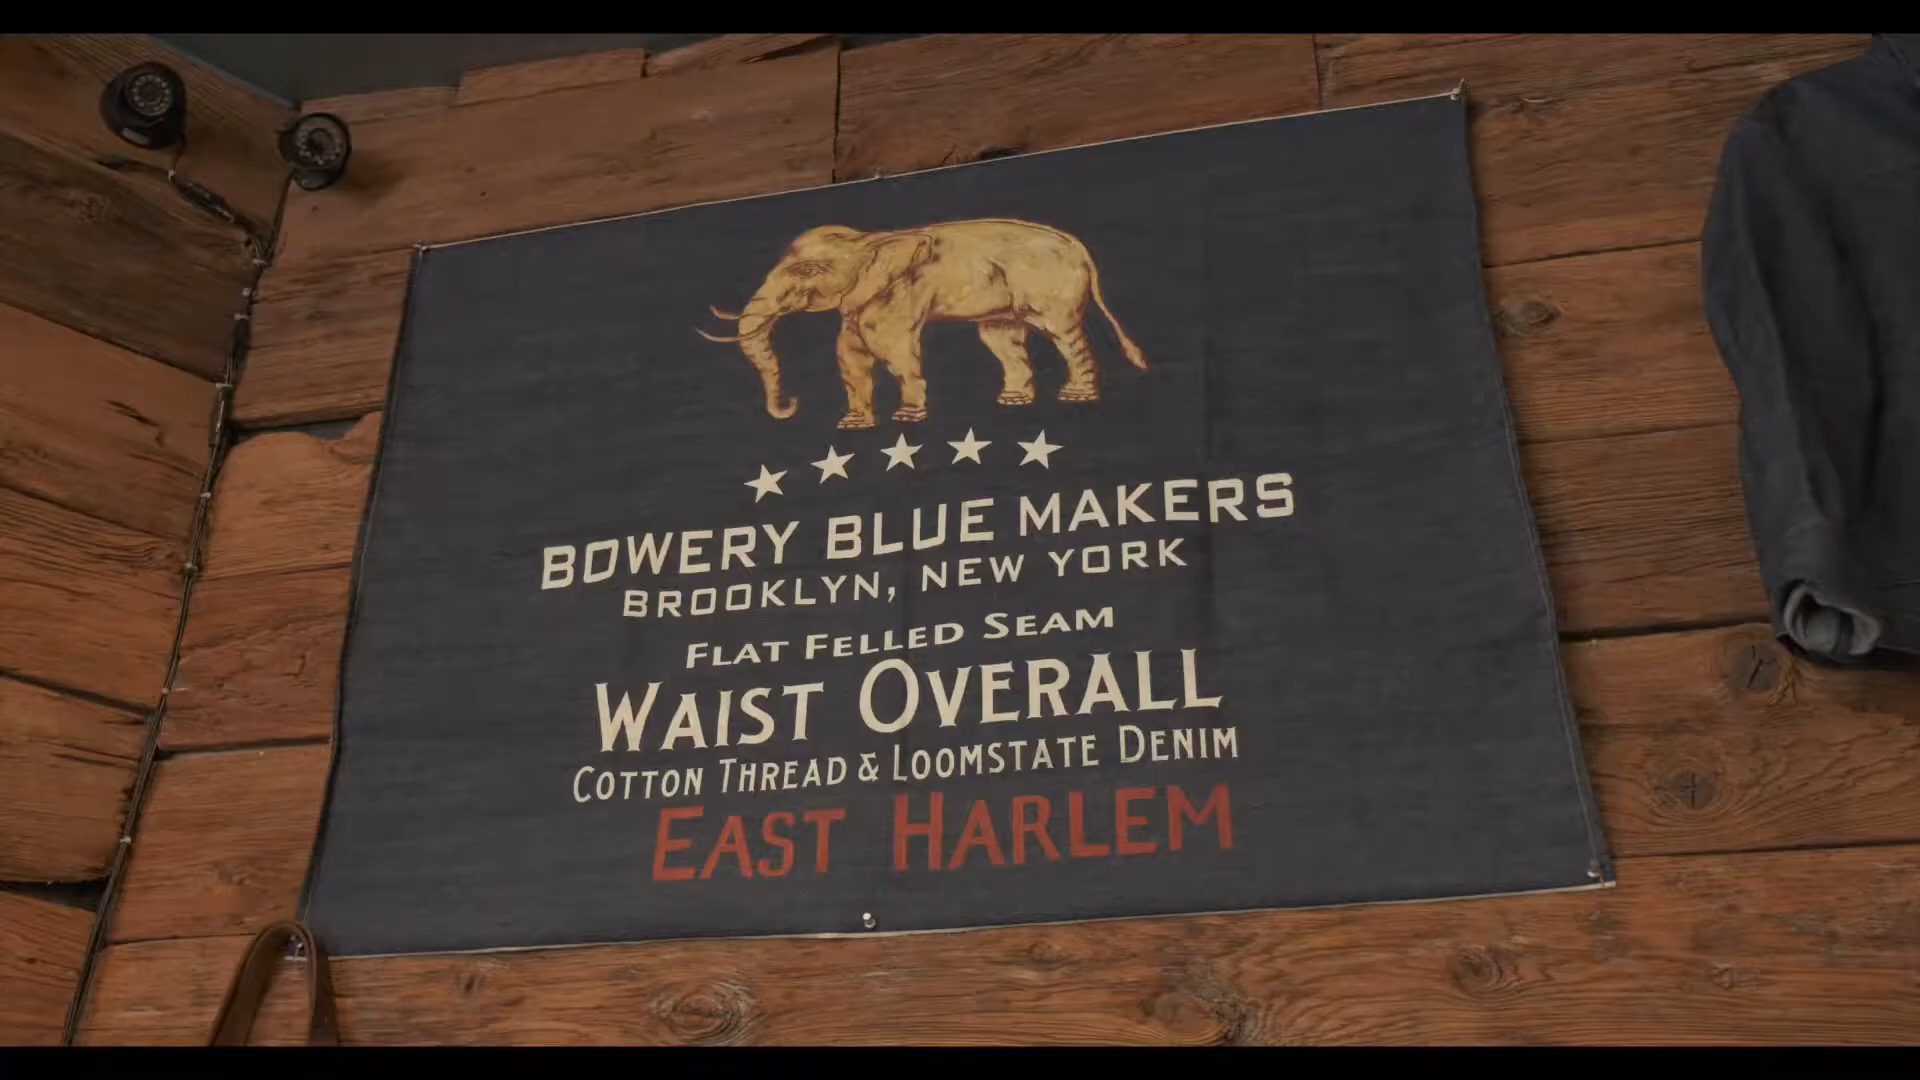 BOWERY BLUE MAKERS
BROOKLYN, NEW YORK
FLAT FELLED SEAM
WAIST OVERALL
COTTON THREAD & LOOMSTATE DENIM
EAST HARLEM